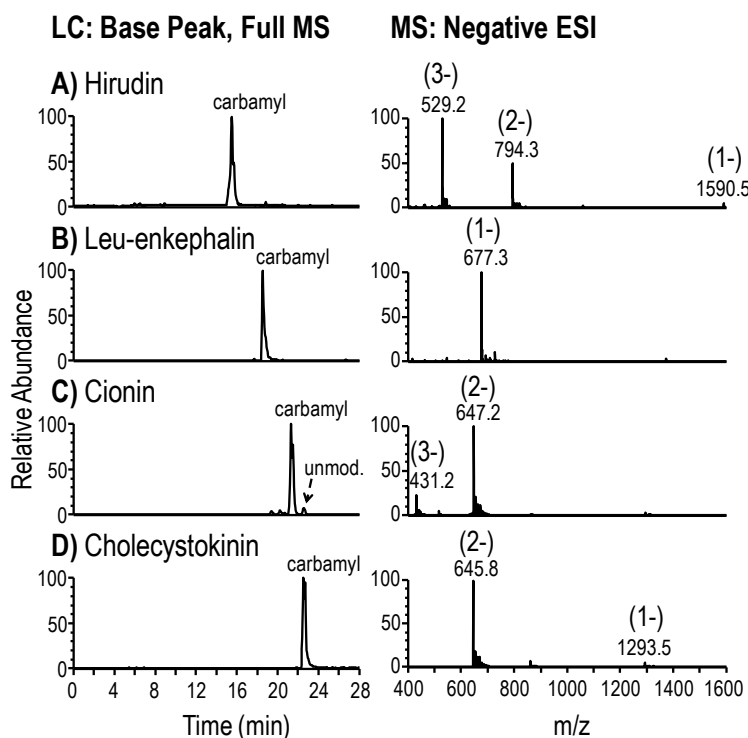 LC: Base Peak, Full MS
MS: Negative ESI
Relative Abundance
A) Hirudin
carbamyl
100
50
0
(3-)
529.2
(2-)
794.3
(1-)
1590.5
100
50
0
B) Leu-enkephalin
carbamyl
100
50
0
(1-)
677.3
100
50
0
C) Cionin
carbamyl
unmod.
100
50
0
(2-)
647.2
(3-)
431.2
100
50
0
D) Cholecystokinin
carbamyl
100
50
0
(2-)
645.8
(1-)
1293.5
100
50
0
0 4 8 12 16 20 24 28
Time (min)
400 600 800 1000 1200 1400 1600
m/z